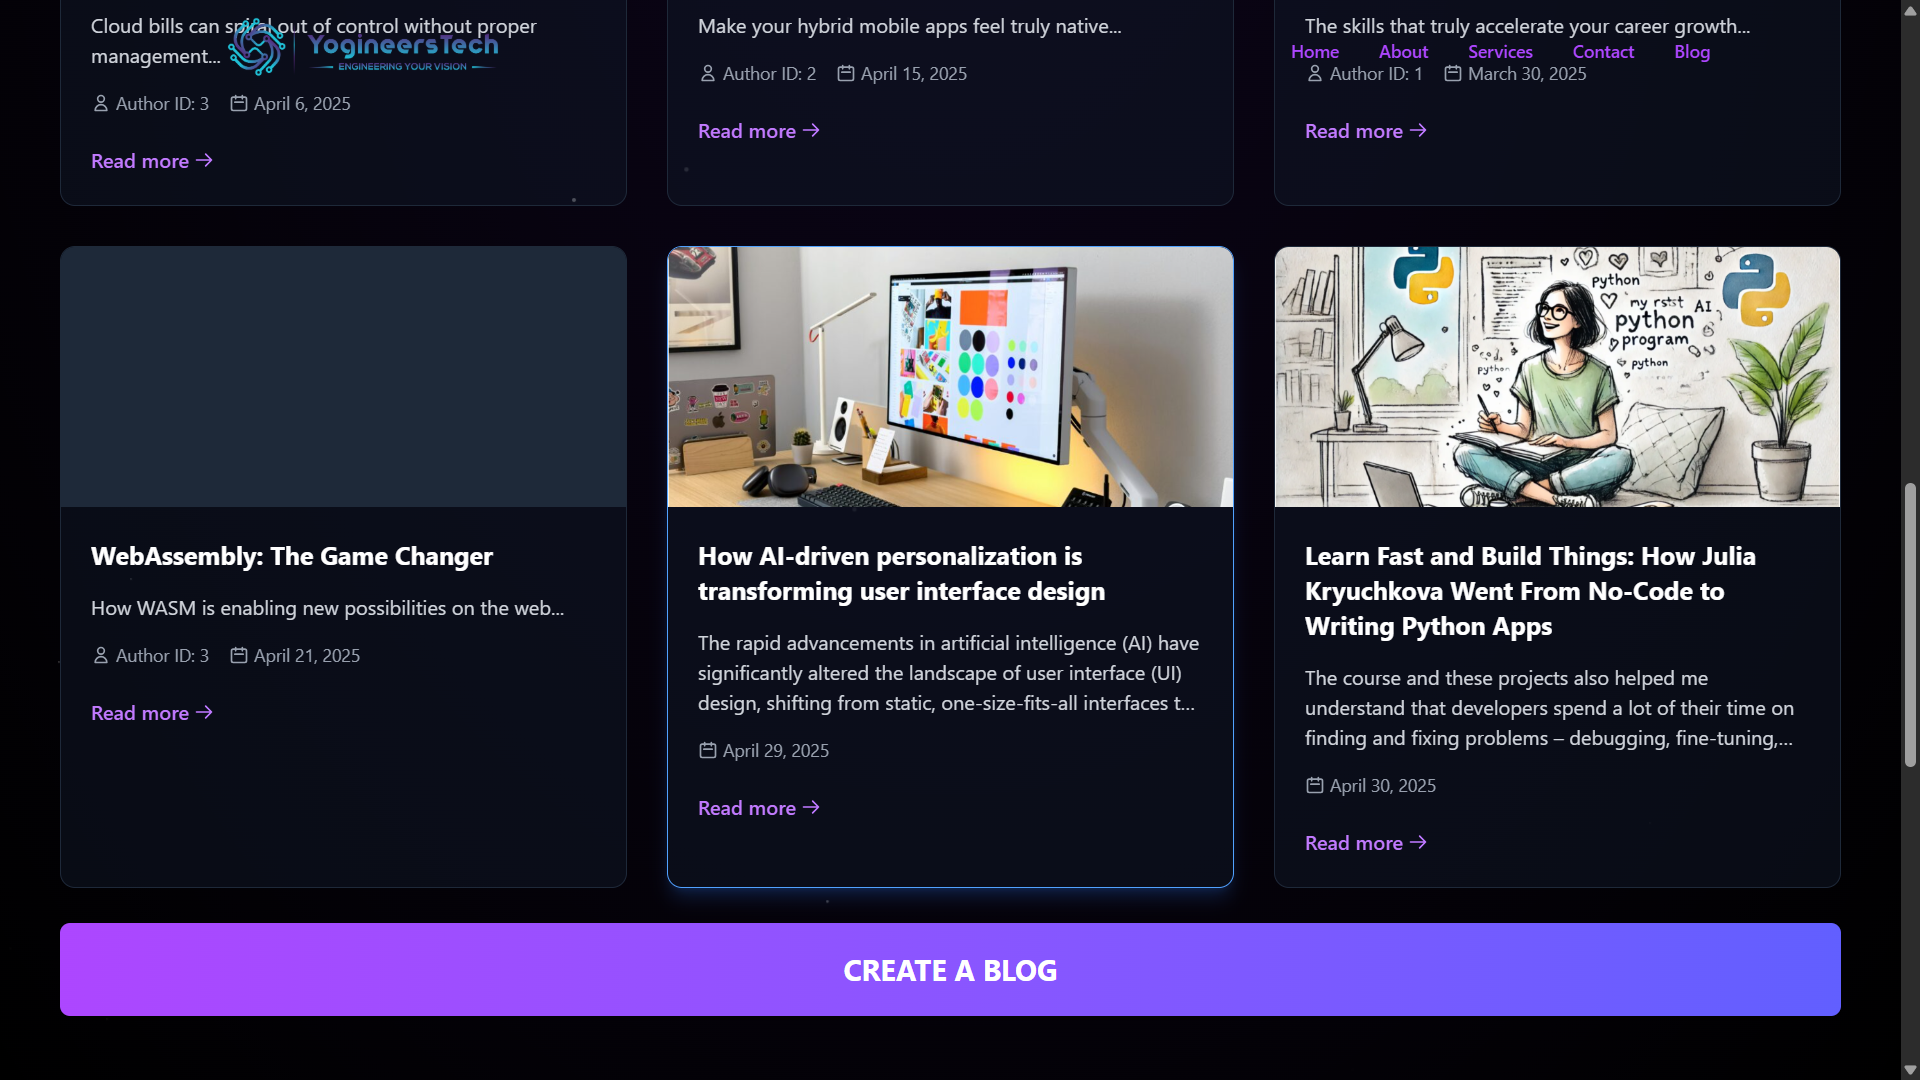 Cloud bills can spiral out of control without proper
management...
Author ID: 3 April 6, 2025
Read more
YogineersTech
ENGINEERING YOUR VISION
Make your hybrid mobile apps feel truly native...
Author ID: 2 April 15, 2025
Read more
The skills that truly accelerate your career growth...
Home About Services Contact Blog
Author ID: 1 March 30, 2025
Read more
WebAssembly: The Game Changer
How WASM is enabling new possibilities on the web...
Author ID: 3 April 21, 2025
Read more
How AI-driven personalization is
transforming user interface design
The rapid advancements in artificial intelligence (AI) have
significantly altered the landscape of user interface (UI)
design, shifting from static, one-size-fits-all interfaces t...
April 29, 2025
Read more
python
my rstst AI
python
program
python
python
Learn Fast and Build Things: How Julia
Kryuchkova Went From No-Code to
Writing Python Apps
The course and these projects also helped me
understand that developers spend a lot of their time on
finding and fixing problems – debugging, fine-tuning,...
April 30, 2025
Read more
CREATE A BLOG